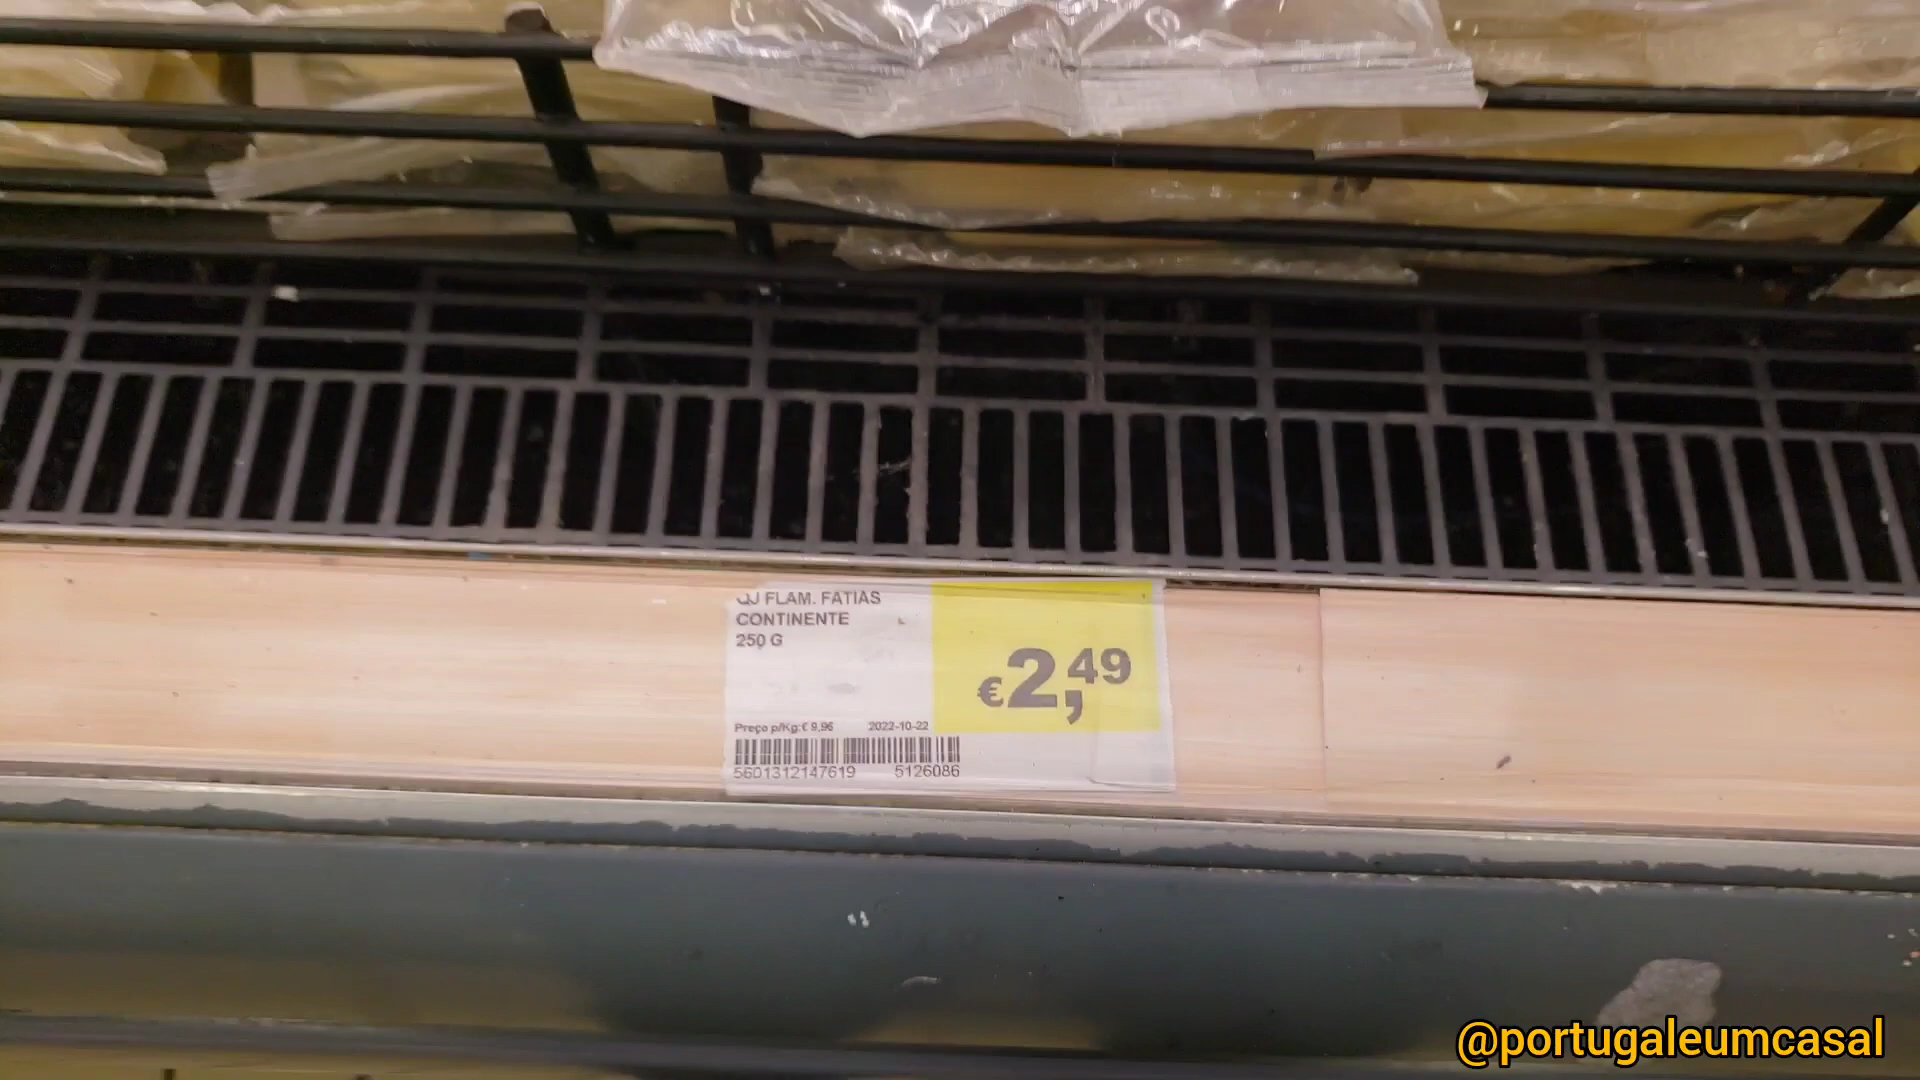 QJ FLAM. FATIAS
CONTINENTE
250 G
€2,49
Preço p/Kg:€ 9,96 2022-10-22
5601312147619 5126086
@portugaleumcasal